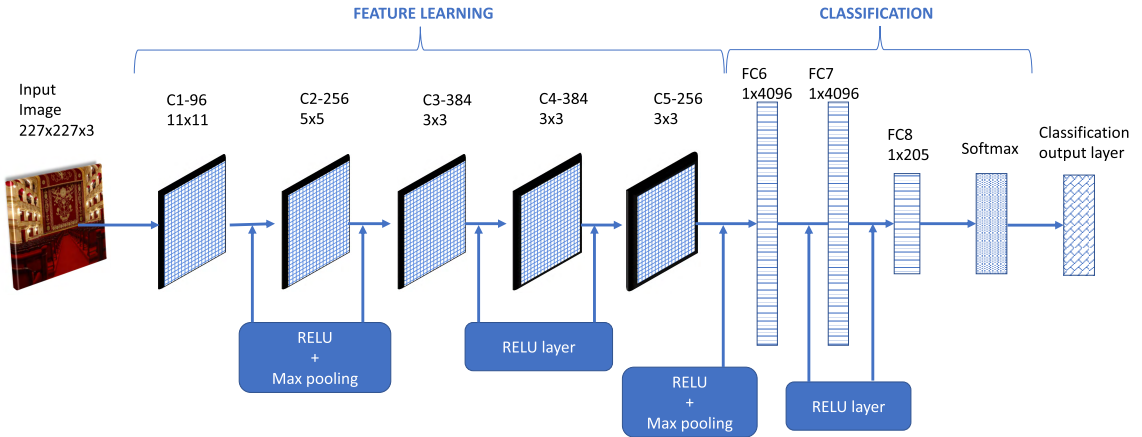 FEATURE LEARNING
CLASSIFICATION
Input
Image
227x227x3
C1-96
11x11
C2-256
5x5
C3-384
3x3
C4-384
3x3
C5-256
3x3
FC6
1x4096
FC7
1x4096
FC8
1x205
Softmax
Classification
output layer
RELU
+
Max pooling
RELU layer
RELU
+
Max pooling
RELU layer